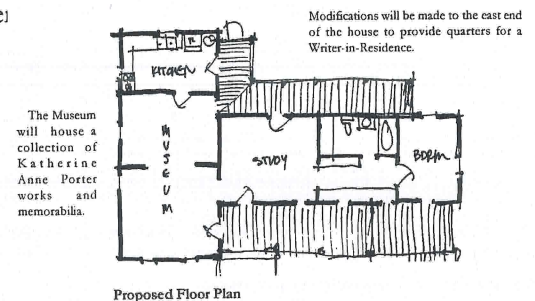 e:
Modifications will be made to the east end
of the house to provide quarters for a
Writer-in-Residence.
KITCHEN
The Museum
will house a
collection of
Katherine
Anne Porter
works and
memorabilia.
MUSEUM
STUDY
BDRM
Proposed Floor Plan